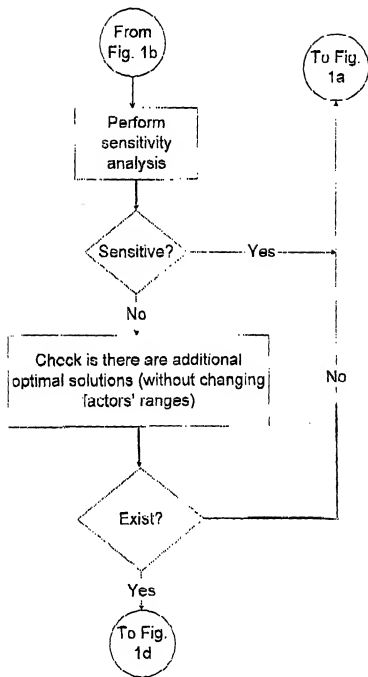 From
Fig. 1b
To Fig.
1a
Perform
sensitivity
analysis
Sensitive?
Yes
No
Check is there are additional
optimal solutions (without changing
factors' ranges)
No
Exist?
Yes
To Fig.
1d